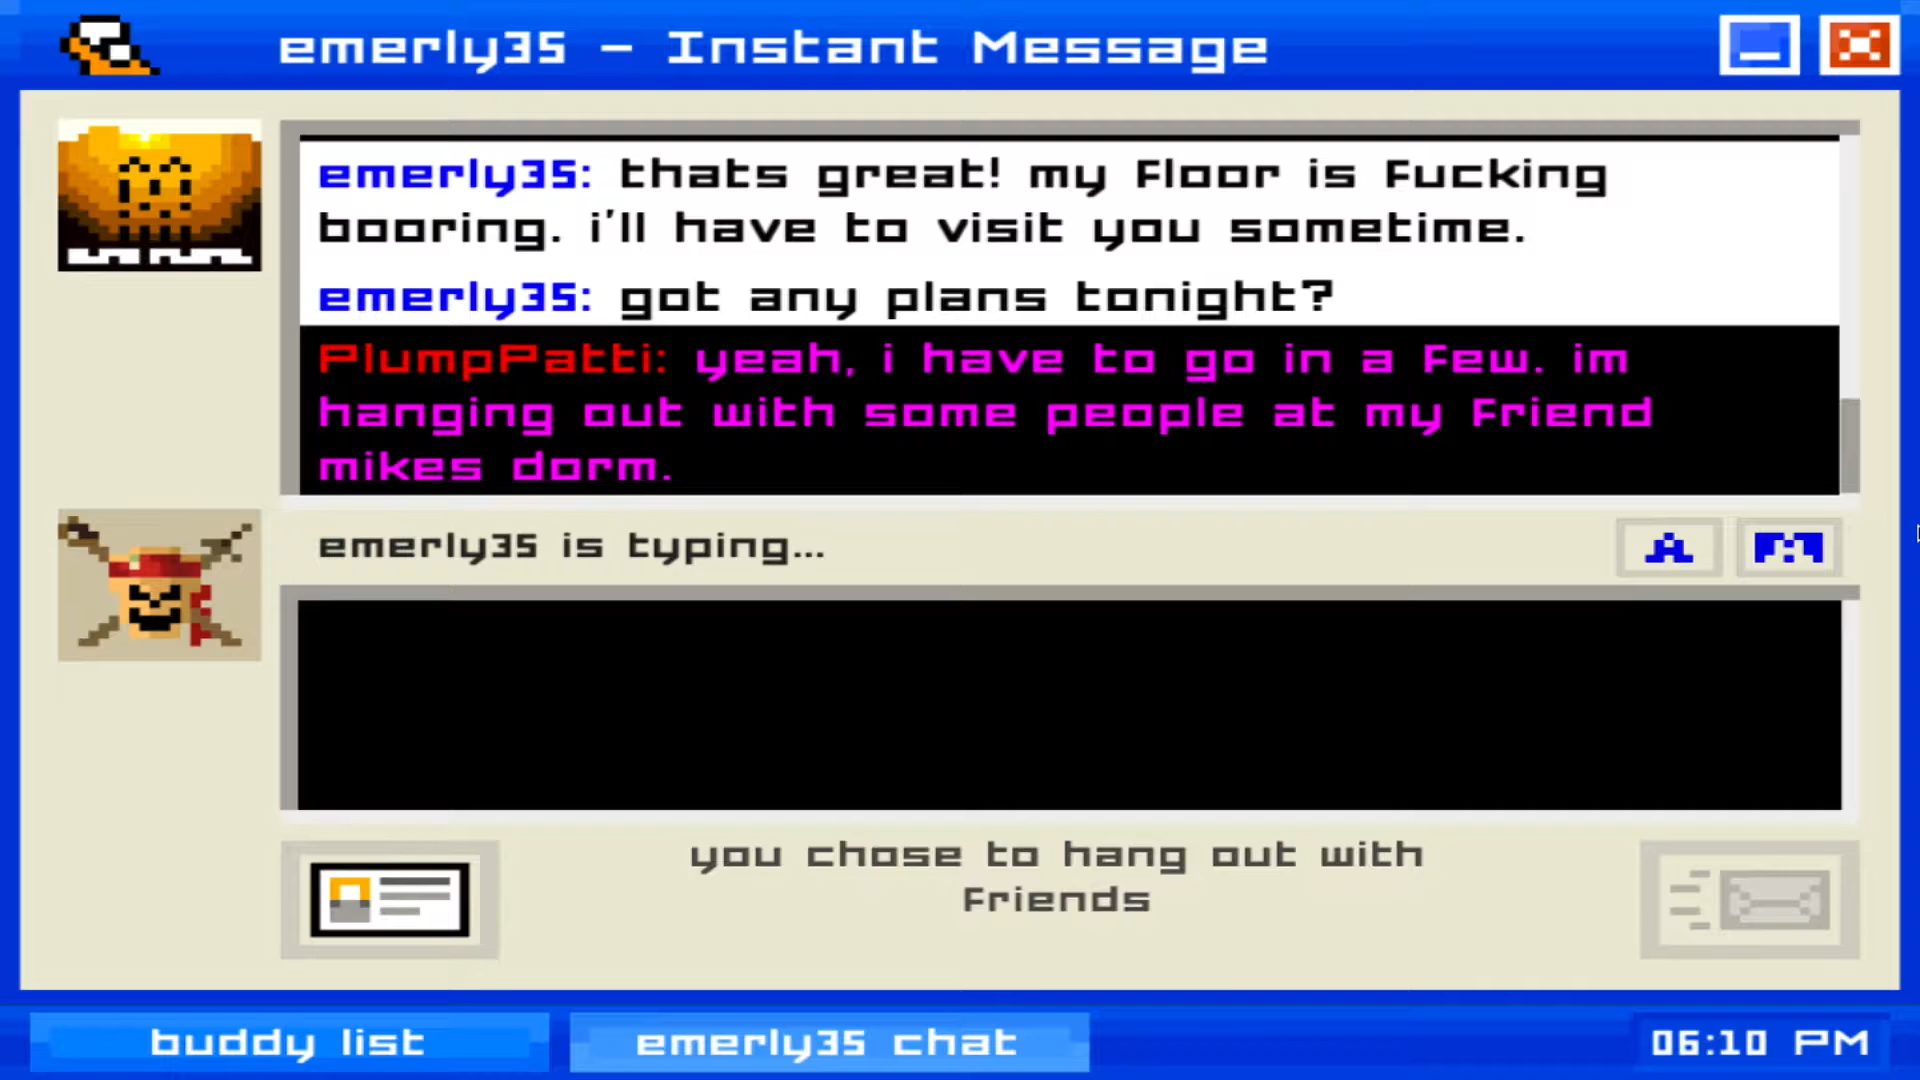 emerly35 - Instant Message
emerly35: thats great! my floor is fucking
booring. i'll have to visit you sometime.
emerly35: got any plans tonight?
PlumpPatti: yeah, i have to go in a few. im
hanging out with some people at my friend
mikes dorm.
emerly35 is typing...
you chose to hang out with
friends
buddy list
emerly35 chat
06:10 PM